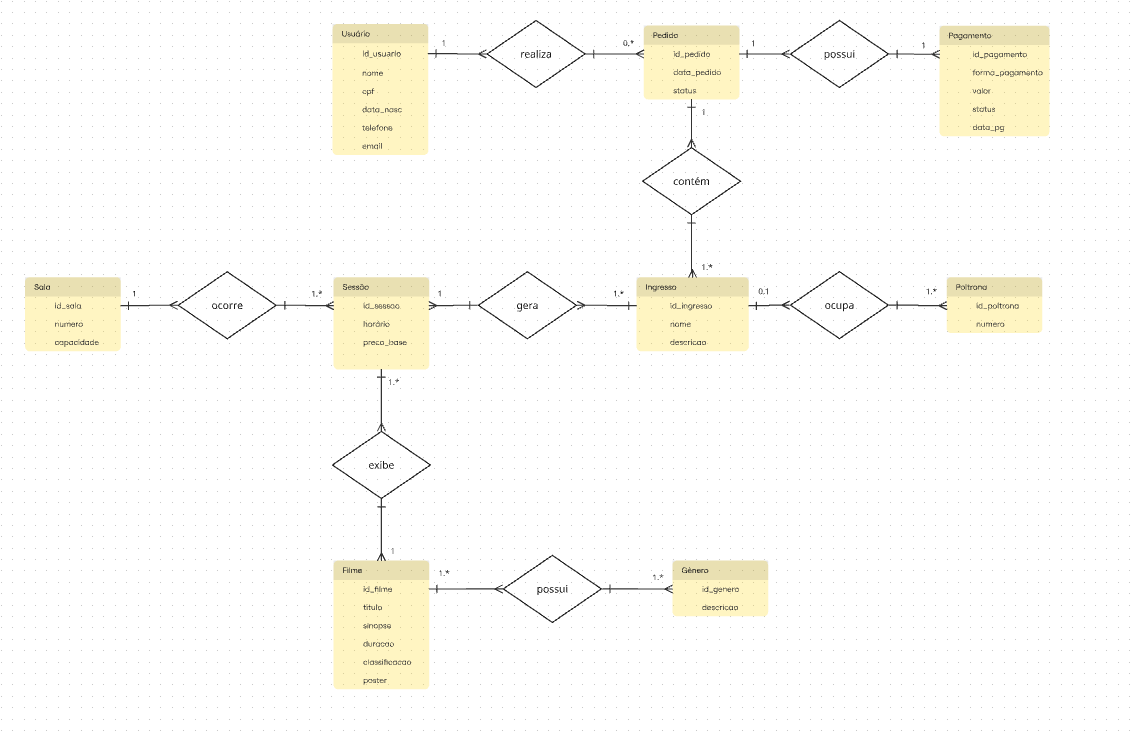 Usuário
id_usuario
nome
cpf
data_nasc
telefone
email
1
realiza
0.*
Pedido
id_pedido
data_pedido
status
1
possui
1
Pagamento
id_pagamento
forma_pagamento
valor
status
data_pg
1
contém
1.*
Sala
id_sala
numero
capacidade
1
ocorre
1.*
Sessão
id_sessao
horário
preco_base
1
gera
1.*
Ingresso
id_ingresso
nome
descricao
0.1
ocupa
1.*
Poltrona
id_poltrona
numero
1.*
exibe
1
Filme
id_filme
titulo
sinopse
duracao
classificacao
poster
1.*
possui
1.*
Gênero
id_genero
descricao